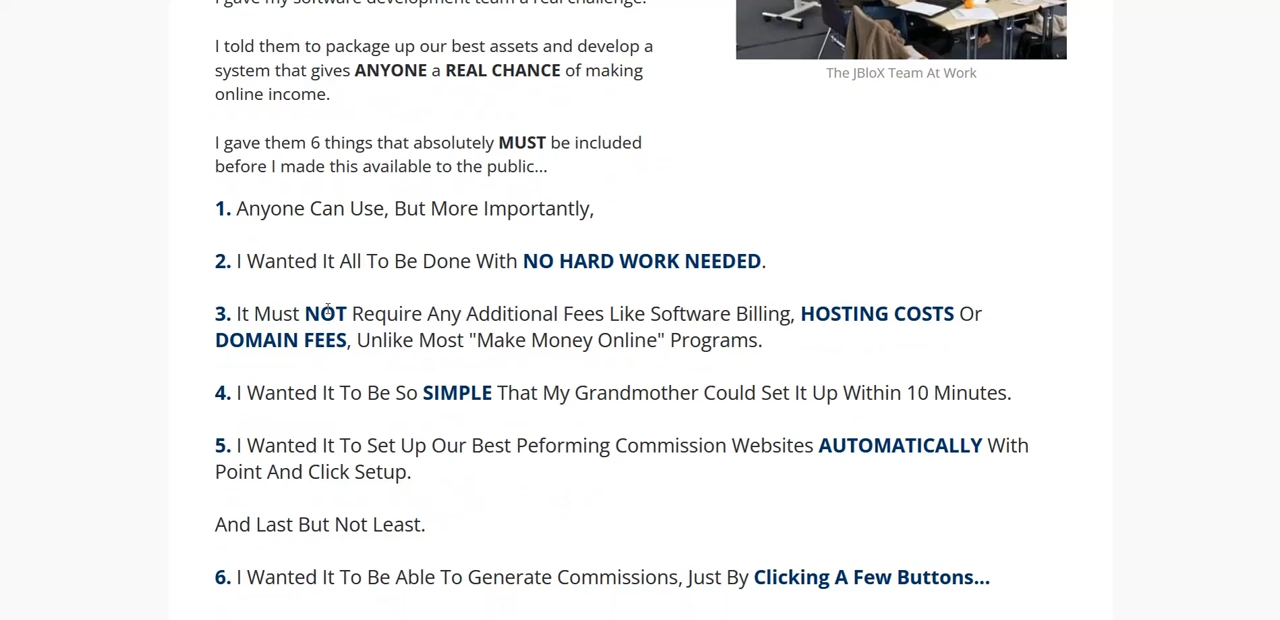 I gave my software development team a real challenge.
I told them to package up our best assets and develop a
system that gives ANYONE a REAL CHANCE of making
online income.
I gave them 6 things that absolutely MUST be included
before I made this available to the public...
The JBloX Team At Work
1. Anyone Can Use, But More Importantly,
2. I Wanted It All To Be Done With NO HARD WORK NEEDED.
3. It Must NOT Require Any Additional Fees Like Software Billing, HOSTING COSTS Or
DOMAIN FEES, Unlike Most "Make Money Online" Programs.
4. I Wanted It To Be So SIMPLE That My Grandmother Could Set It Up Within 10 Minutes.
5. I Wanted It To Set Up Our Best Peforming Commission Websites AUTOMATICALLY With
Point And Click Setup.
And Last But Not Least.
6. I Wanted It To Be Able To Generate Commissions, Just By Clicking A Few Buttons...